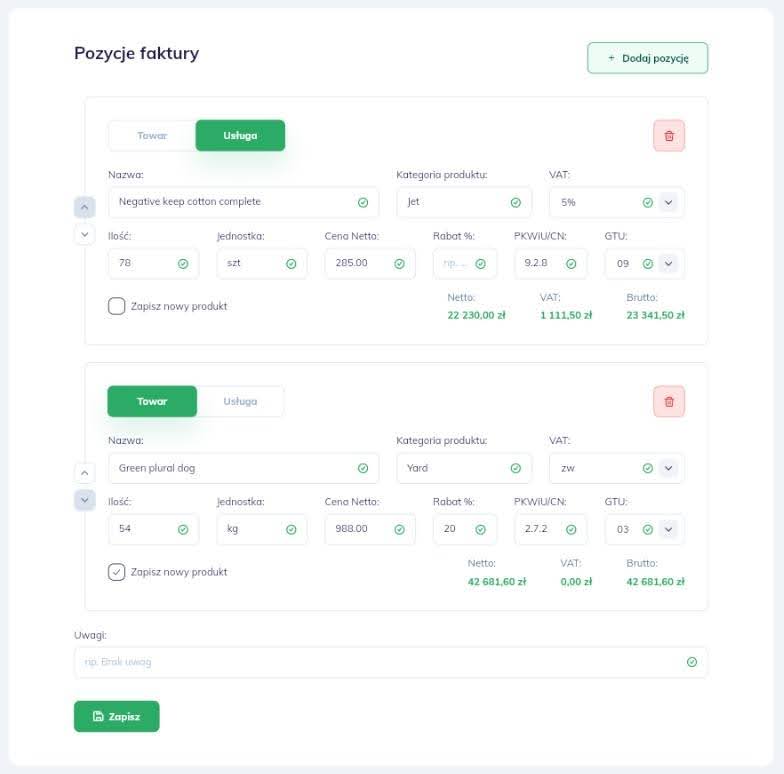 Pozycje faktury
+ Dodaj pozycję
Towar Usługa
Nazwa: Kategoria produktu: VAT:
Negative keep cotton complete Jet 5%
Ilość: Jednostka: Cena Netto: Rabat %: PKWiU/CN: GTU:
78 szt 285.00 np. ... 9.2.8 09
Zapisz nowy produkt
Netto: VAT: Brutto:
22 230,00 zł 1 111,50 zł 23 341,50 zł
Towar Usługa
Nazwa: Kategoria produktu: VAT:
Green plural dog Yard zw
Ilość: Jednostka: Cena Netto: Rabat %: PKWiU/CN: GTU:
54 kg 988.00 20 2.7.2 03
Zapisz nowy produkt
Netto: VAT: Brutto:
42 681,60 zł 0,00 zł 42 681,60 zł
Uwagi:
np. Brak uwag
Zapisz